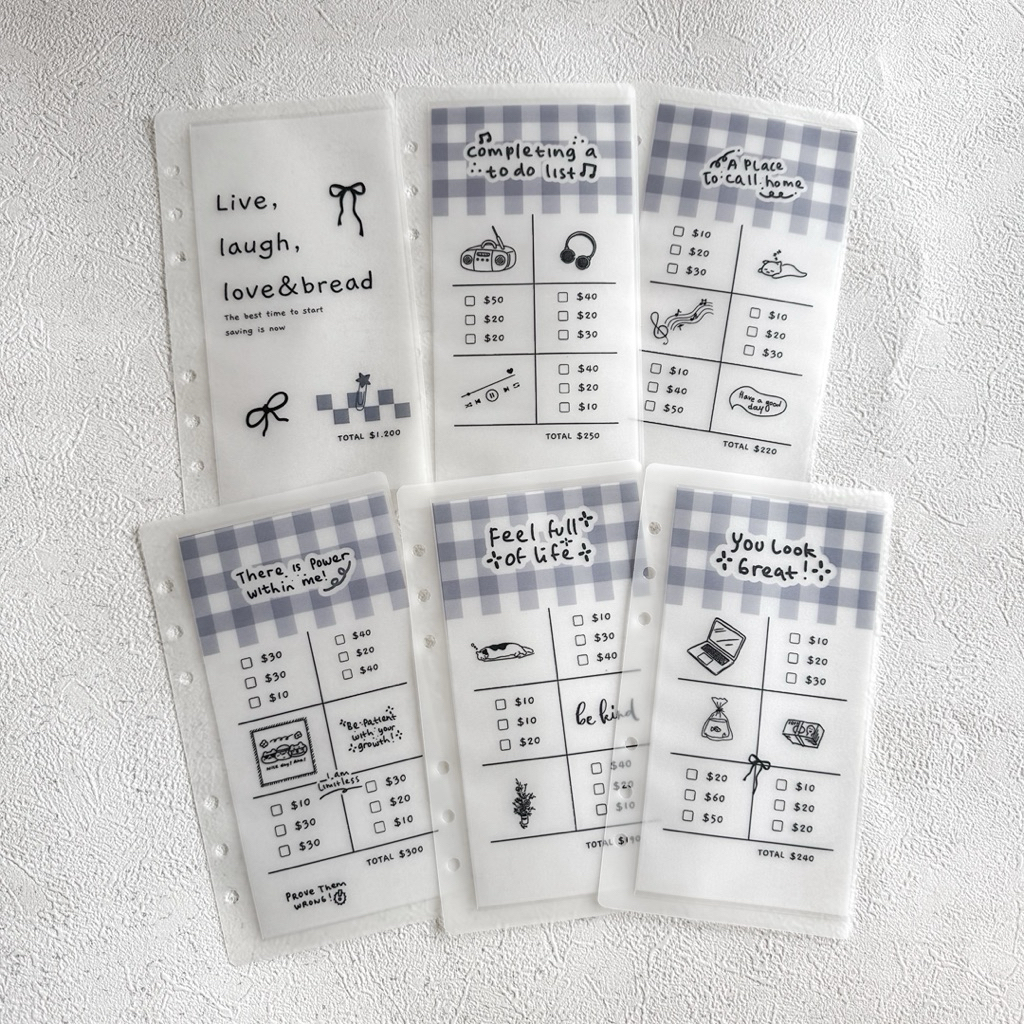 Live,
laugh,
love&bread
The best time to start
saving is now
TOTAL $1.200
completing a
to do list
$50
$20
$20
$40
$20
$30
$40
$20
$10
TOTAL $250
A Place
To call home
$10
$20
$30
$10
$20
$30
$10
$40
$50
Have a good
day
TOTAL $220
There is Power
within me!
$30
$30
$10
$40
$20
$40
Be Patient
with your
growth!
I am
Limitless
$10
$30
$30
$30
$20
$10
TOTAL $300
Prove Them
WRONG!
Feel full
of life
$10
$30
$40
$10
$10
$20
be kind
$40
$20
$10
TOTAL $190
You Look
Great!
$10
$20
$30
$20
$60
$50
$10
$20
$20
TOTAL $240